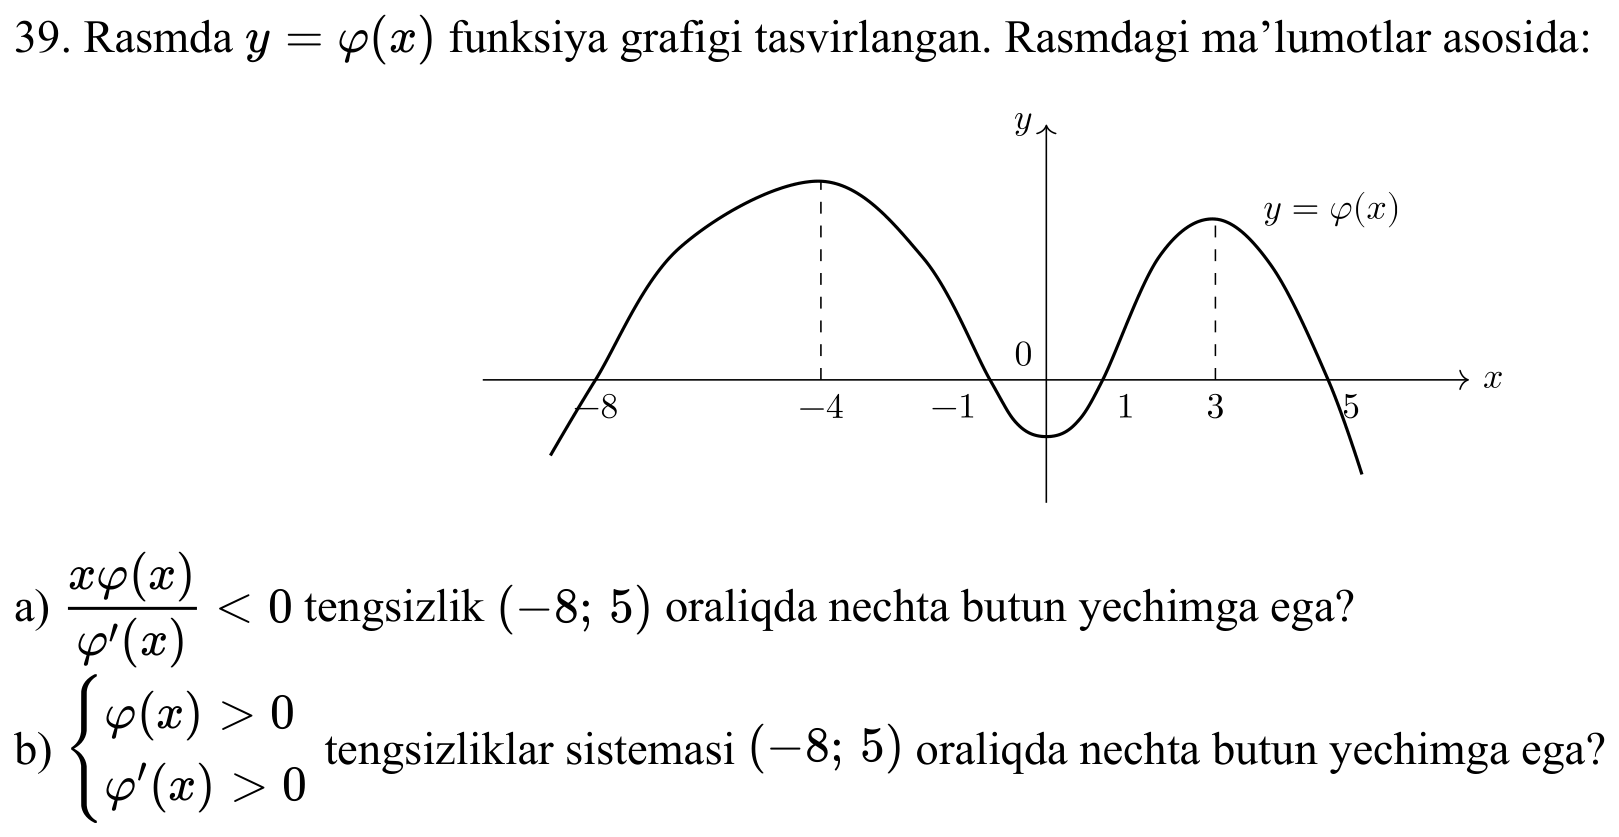 39. Rasmda y = φ(x) funksiya grafigi tasvirlangan. Rasmdagi ma’lumotlar asosida:
y
y = φ(x)
0
x
−8 −4 −1 1 3 5
a) xφ(x)/φ′(x) < 0 tengsizlik (−8; 5) oraliqda nechta butun yechimga ega?
b) { φ(x) > 0
φ′(x) > 0 tengsizliklar sistemasi (−8; 5) oraliqda nechta butun yechimga ega?